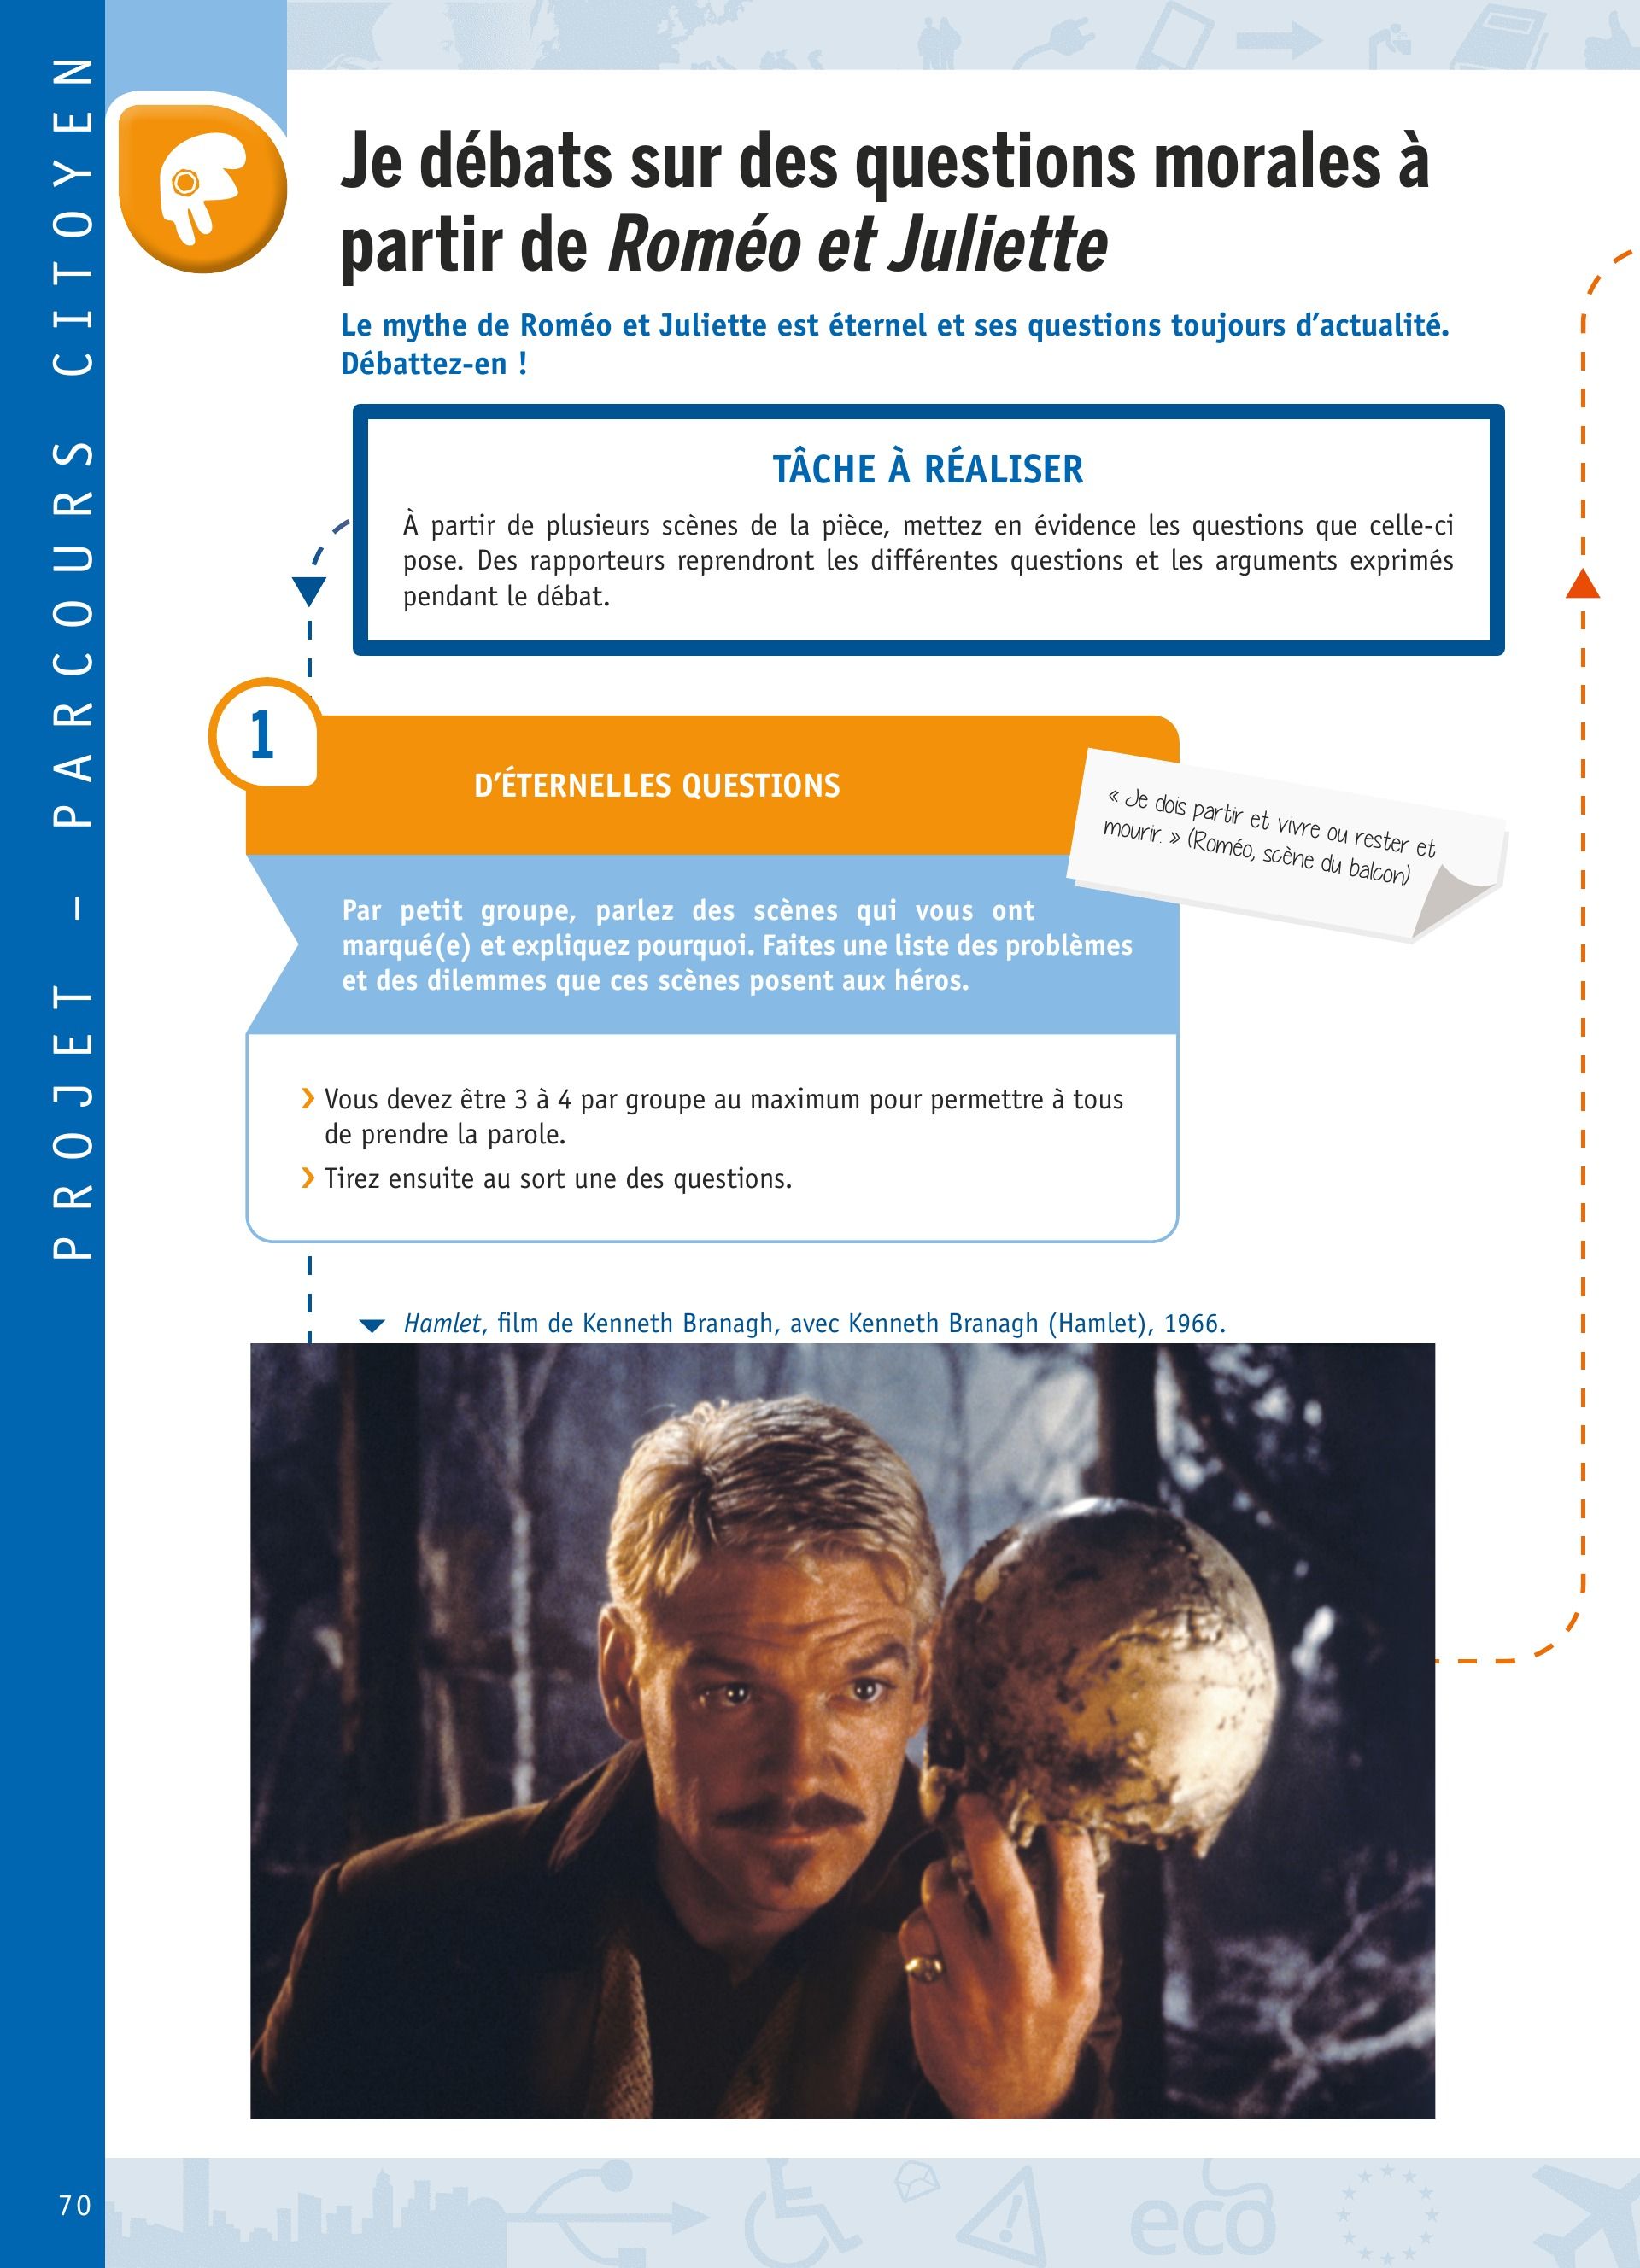 PROJET – PARCOURS CITOYEN
Je débats sur des questions morales à
partir de Roméo et Juliette
Le mythe de Roméo et Juliette est éternel et ses questions toujours d’actualité.
Débattez-en !
TÂCHE À RÉALISER
À partir de plusieurs scènes de la pièce, mettez en évidence les questions que celle-ci
pose. Des rapporteurs reprendront les différentes questions et les arguments exprimés
pendant le débat.
1
D’ÉTERNELLES QUESTIONS
« Je dois partir et vivre ou rester et
mourir. » (Roméo, scène du balcon)
Par petit groupe, parlez des scènes qui vous ont
marqué(e) et expliquez pourquoi. Faites une liste des problèmes
et des dilemmes que ces scènes posent aux héros.
› Vous devez être 3 à 4 par groupe au maximum pour permettre à tous
de prendre la parole.
› Tirez ensuite au sort une des questions.
Hamlet, film de Kenneth Branagh, avec Kenneth Branagh (Hamlet), 1966.
70
eco